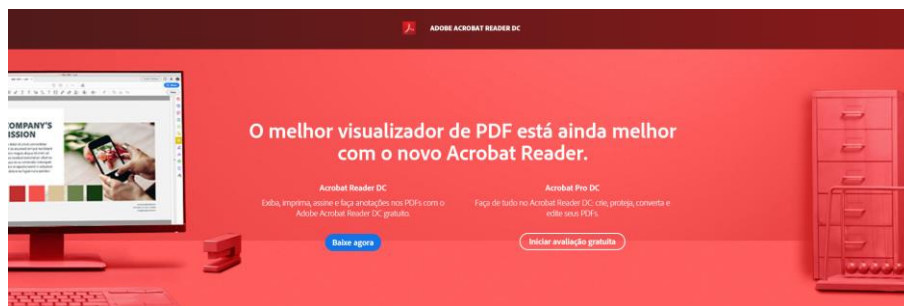 ADOBE ACROBAT READER DC
COMPANY'S
MISSION
O melhor visualizador de PDF está ainda melhor
com o novo Acrobat Reader.
Acrobat Reader DC
Exiba, imprima, assine e faça anotações nos PDFs com o
Adobe Acrobat Reader DC gratuito.
Baixe agora
Acrobat Pro DC
Faça de tudo no Acrobat Reader DC: crie, proteja, converta e
edite seus PDFs.
Iniciar avaliação gratuita